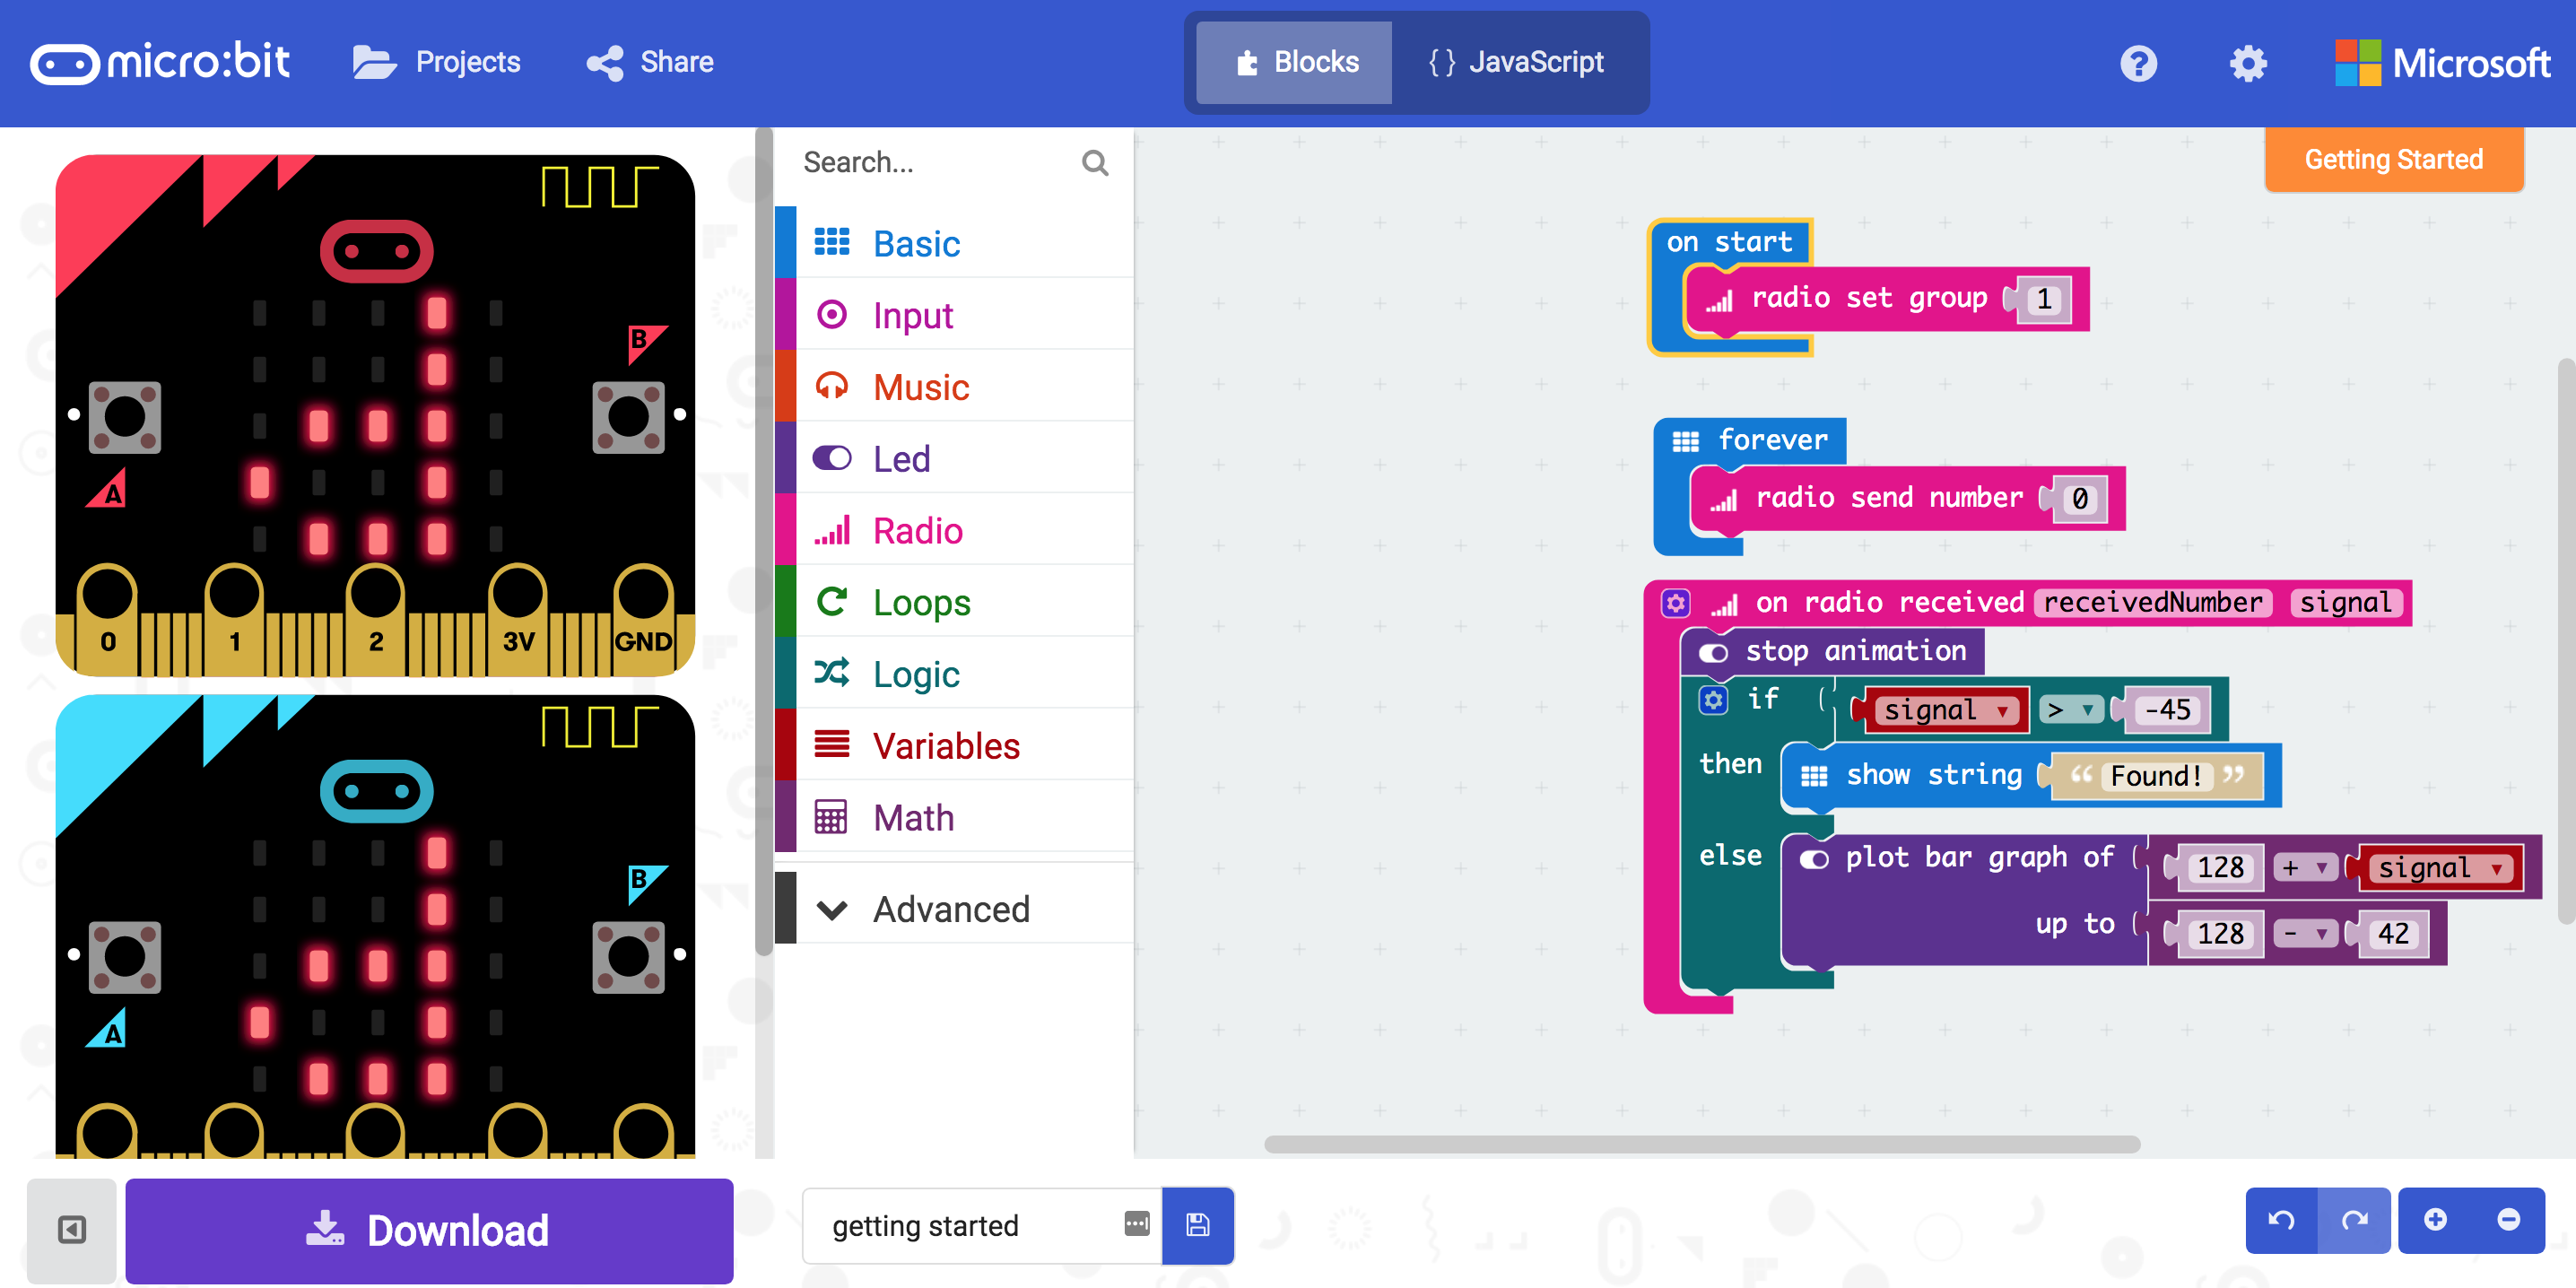 micro:bit
Projects
Share
Blocks
{ } JavaScript
?
Microsoft
Getting Started
B
A
0 1 2 3V GND
B
A
Search...
Basic
Input
Music
Led
Radio
Loops
Logic
Variables
Math
Advanced
on start
radio set group 1
forever
radio send number 0
on radio received receivedNumber signal
stop animation
if signal > -45
then show string “ Found! ”
else plot bar graph of 128 + signal
up to 128 - 42
Download
getting started